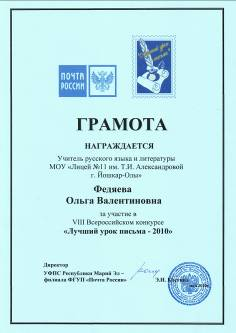 ПОЧТА
РОССИИ
ГРАМОТА
НАГРАЖДАЕТСЯ
Учитель русского языка и литературы
МОУ «Лицей №11 им. Т.И. Александровой
г. Йошкар-Олы»
Федяева
Ольга Валентиновна
за участие в
VIII Всероссийском конкурсе
«Лучший урок письма - 2010»
Директор
УФПС Республики Марий Эл –
филиала ФГУП «Почта России»